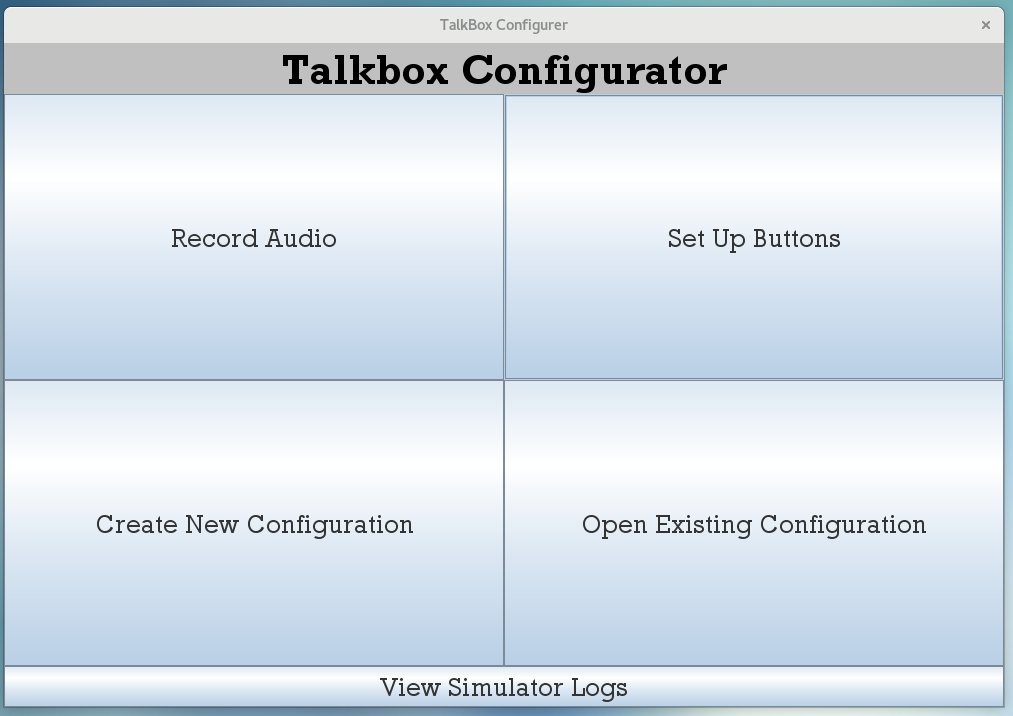 TalkBox Configurer
Talkbox Configurator
Record Audio
Set Up Buttons
Create New Configuration
Open Existing Configuration
View Simulator Logs